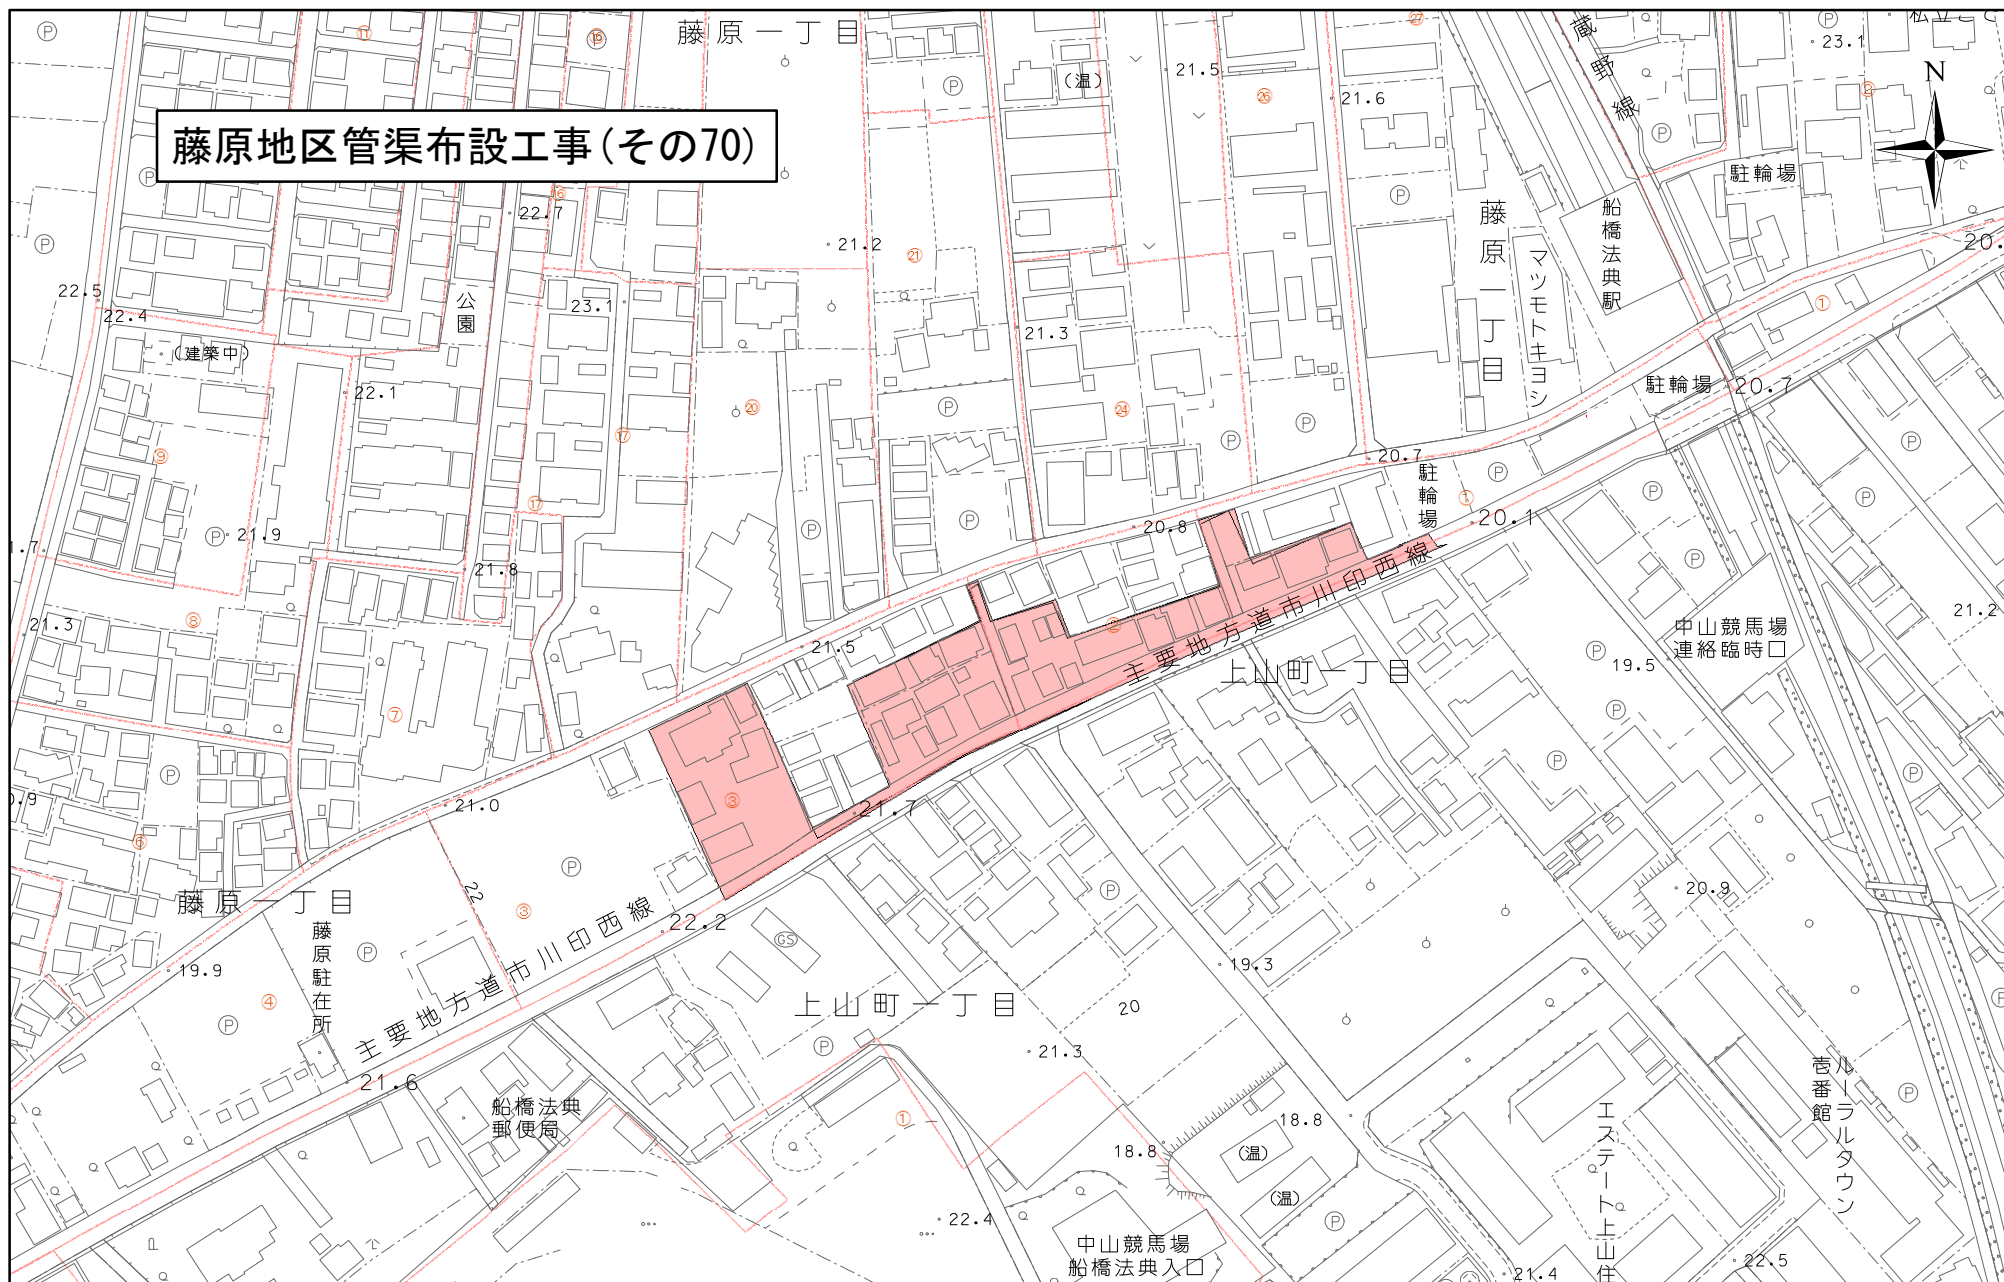 藤原一丁目
藤原地区管渠布設工事(その70)
蔵野線
23.1
N
21.5
(温)
21.6
駐輪場
22.7
21.2
藤原一丁目
マツモトキヨシ
船橋法典駅
20.
22.5
22.4
公園
23.1
21.3
(建築中)
22.1
駐輪場
20.7
20.7
駐輪場
20.1
20.8
21.9
21.8
主要地方道市川印西線
21.3
21.5
上山町一丁目
19.5
中山競馬場
連絡臨時口
21.2
21.0
21.7
藤原一丁目
藤原駐在所
22
22.2
GS
20.9
19.9
主要地方道市川印西線
19.3
上山町一丁目
20
21.3
21.6
船橋法典
郵便局
18.8
18.8
(温)
(温)
エステート上山住
ルーラルタウン
壱番館
22.4
中山競馬場
船橋法典入口
21.4
22.5